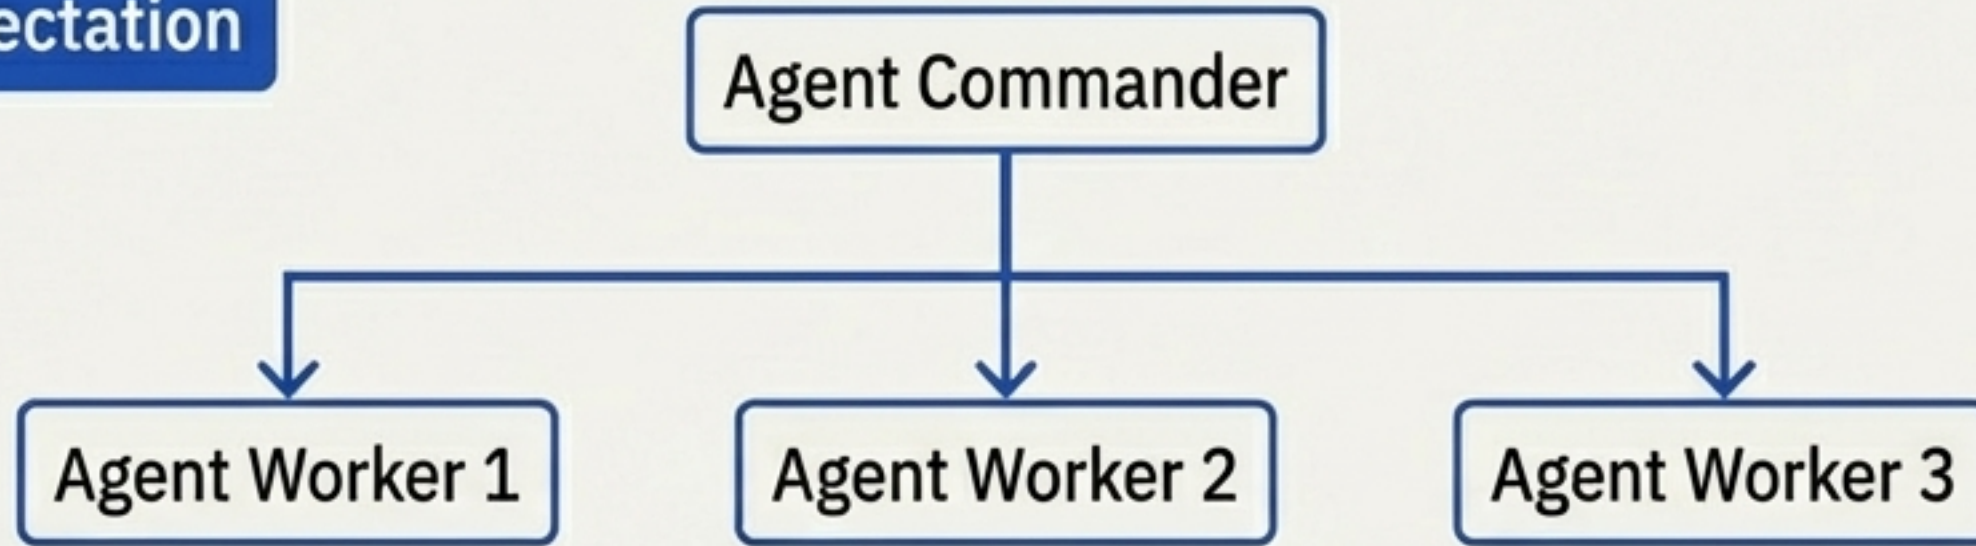 ectation
Agent Commander
Agent Worker 1
Agent Worker 2
Agent Worker 3